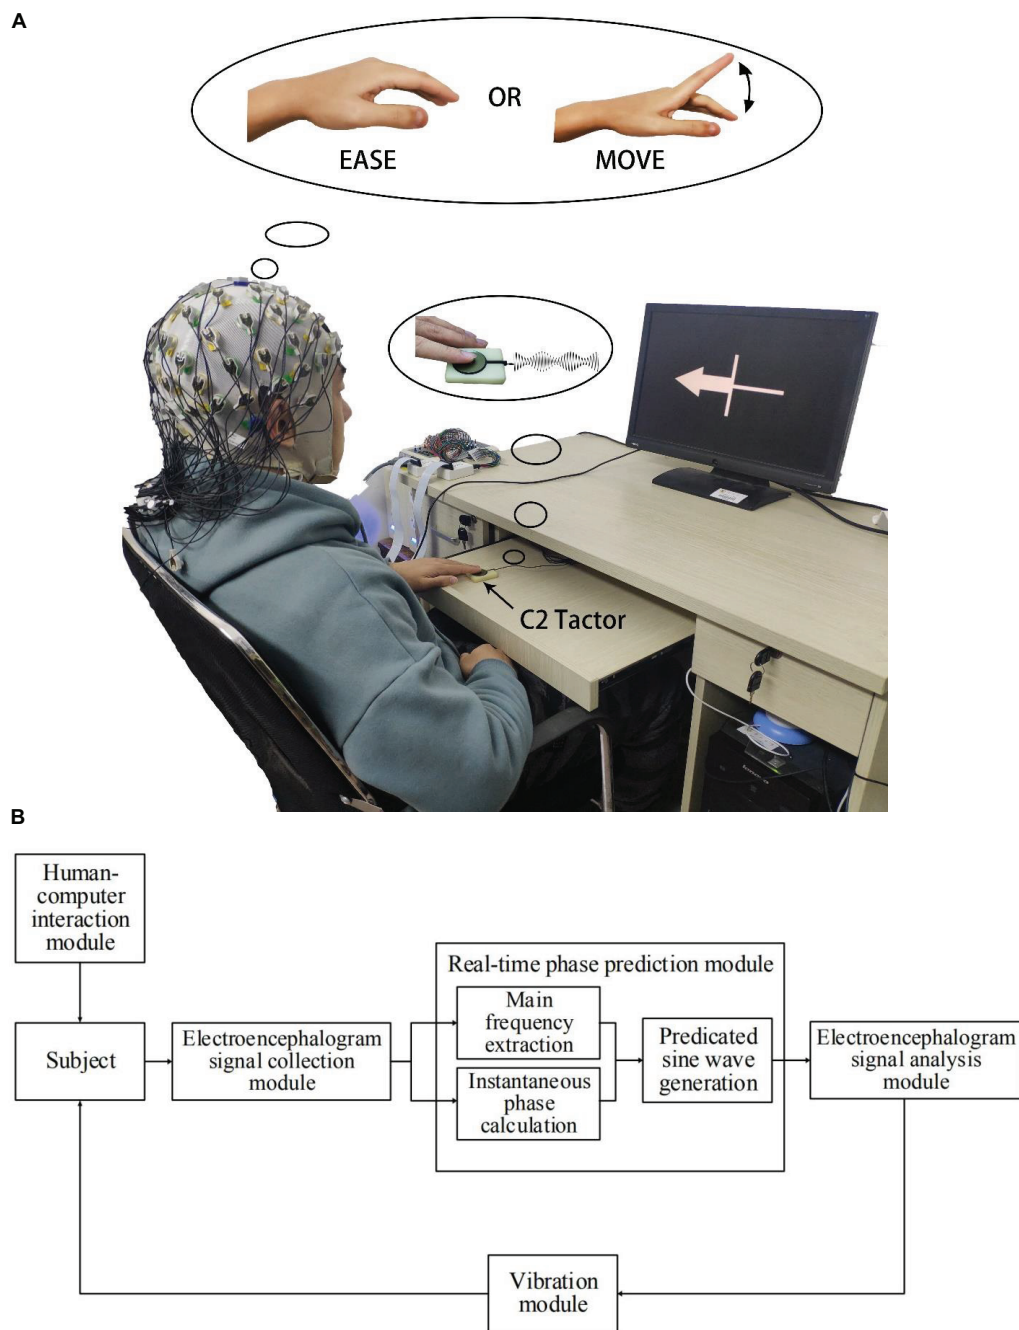 A
OR
EASE
MOVE
C2 Tactor
B
Human-
computer
interaction
module
Subject
Electroencephalogram
signal collection
module
Real-time phase prediction module
Main
frequency
extraction
Instantaneous
phase
calculation
Predicated
sine wave
generation
Electroencephalogram
signal analysis
module
Vibration
module